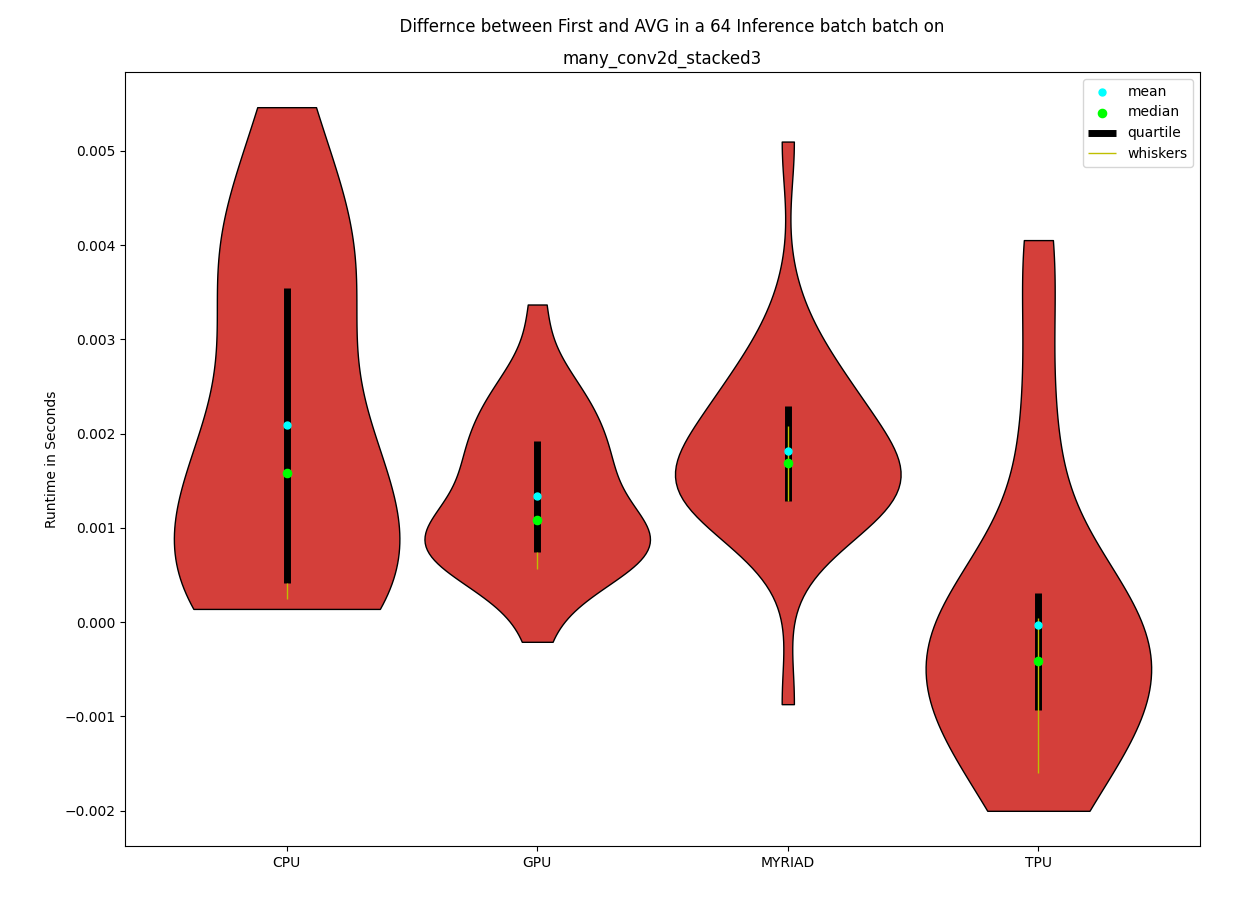 Differnce between First and AVG in a 64 Inference batch batch on
many_conv2d_stacked3
mean
median
quartile
whiskers
Runtime in Seconds
0.005
0.004
0.003
0.002
0.001
0.000
−0.001
−0.002
CPU GPU MYRIAD TPU